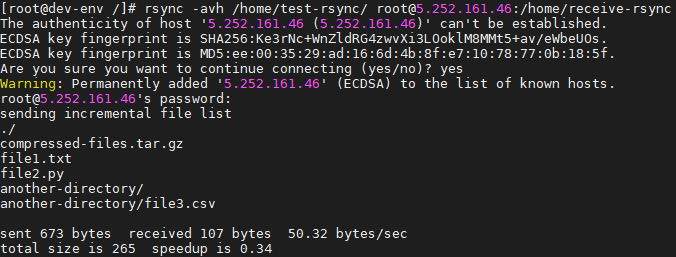 [root@dev-env /]# rsync -avh /home/test-rsync/ root@5.252.161.46:/home/receive-rsync
The authenticity of host '5.252.161.46 (5.252.161.46)' can't be established.
ECDSA key fingerprint is SHA256:Ke3rNc+WnZldRG4zwvXi3LOoklM8MMt5+av/eWbeUOs.
ECDSA key fingerprint is MD5:ee:00:35:29:ad:16:6d:4b:8f:e7:10:78:77:0b:18:5f.
Are you sure you want to continue connecting (yes/no)? yes
Warning: Permanently added '5.252.161.46' (ECDSA) to the list of known hosts.
root@5.252.161.46's password:
sending incremental file list
./
compressed-files.tar.gz
file1.txt
file2.py
another-directory/
another-directory/file3.csv
sent 673 bytes  received 107 bytes  50.32 bytes/sec
total size is 265  speedup is 0.34